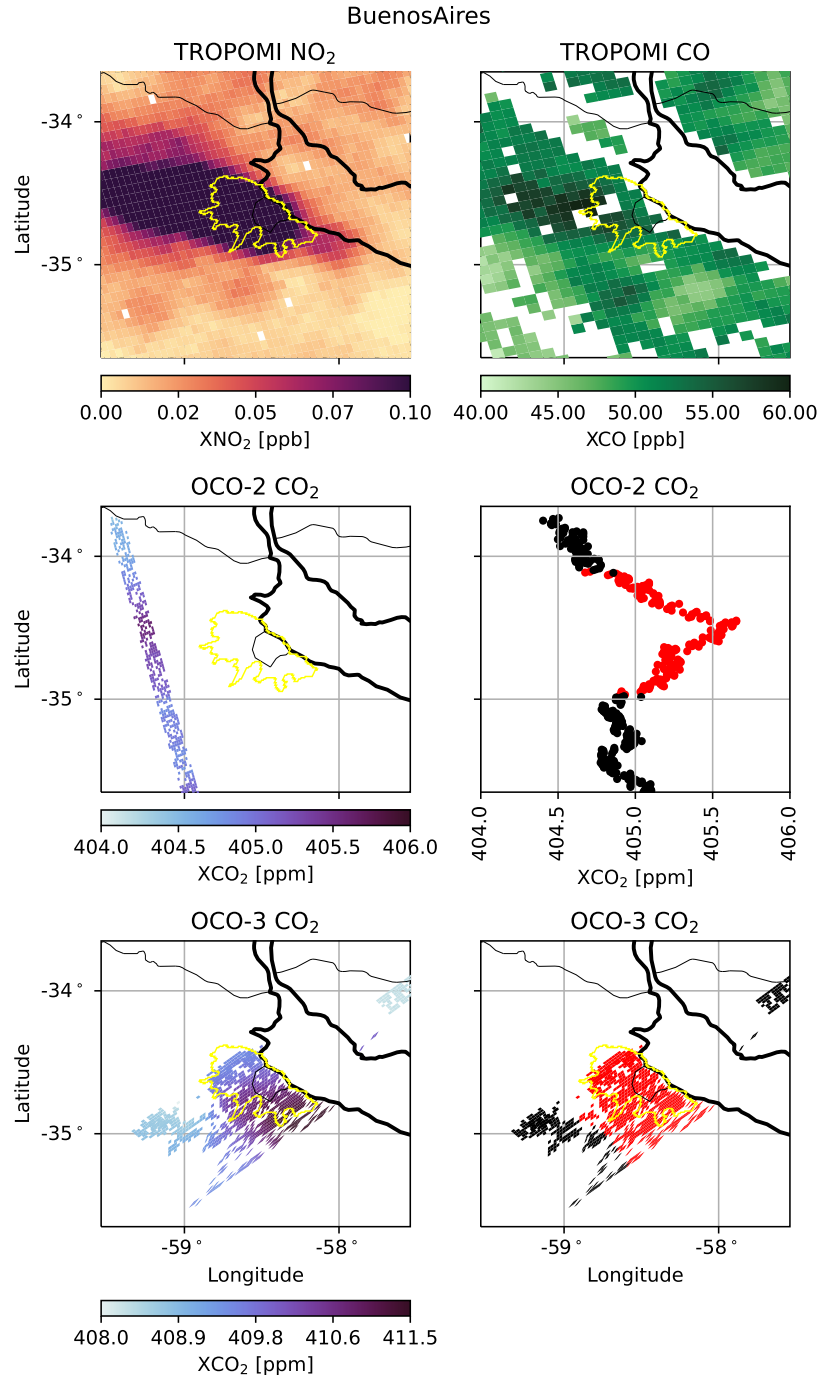 BuenosAires
TROPOMI NO₂
TROPOMI CO
-34°
-35°
Latitude
0.00 0.02 0.05 0.07 0.10
XNO₂ [ppb]
40.00 45.00 50.00 55.00 60.00
XCO [ppb]
OCO-2 CO₂
OCO-2 CO₂
-34°
-35°
Latitude
404.0 404.5 405.0 405.5 406.0
XCO₂ [ppm]
404.0 404.5 405.0 405.5 406.0
XCO₂ [ppm]
OCO-3 CO₂
OCO-3 CO₂
-34°
-35°
Latitude
-59° -58°
Longitude
-59° -58°
Longitude
408.0 408.9 409.8 410.6 411.5
XCO₂ [ppm]